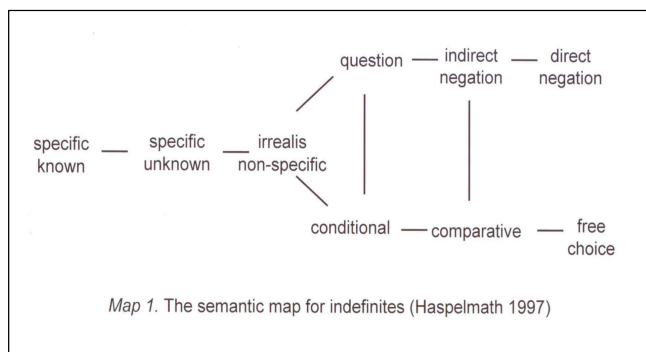 question indirect negation direct negation
specific known specific unknown irrealis non-specific
conditional comparative free choice
Map 1. The semantic map for indefinites (Haspelmath 1997)